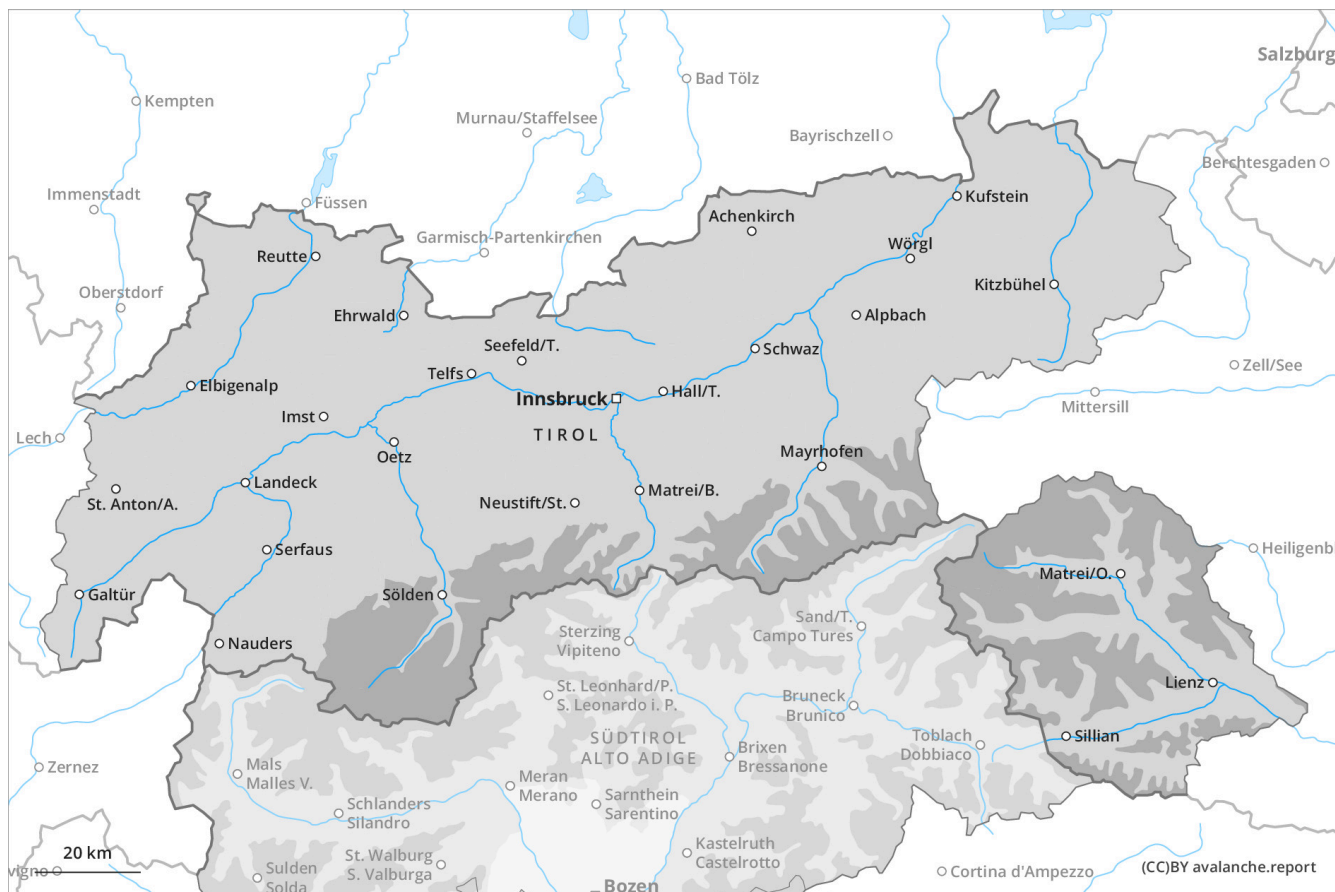 Salzburg
Bad Tölz
Kempten
Murnau/Staffelsee
Bayrischzell
Berchtesgaden
Immenstadt
Füssen
Kufstein
Achenkirch
Garmisch-Partenkirchen
Wörgl
Reutte
Kitzbühel
Oberstdorf
Ehrwald
Alpbach
Seefeld/T.
Schwaz
Zell/See
Telfs
Elbigenalp
Hall/T.
Innsbruck
Mittersill
Imst
TIROL
Lech
Oetz
Mayrhofen
Landeck
Matrei/B.
St. Anton/A.
Neustift/St.
Serfaus
Heiligenb
Matrei/O.
Galtür
Sölden
Sand/T.
Campo Tures
Sterzing
Vipiteno
Nauders
Lienz
St. Leonhard/P.
S. Leonardo i. P.
Bruneck
Brunico
SÜDTIROL
ALTO ADIGE
Toblach
Dobbiaco
Sillian
Brixen
Bressanone
Zernez
Mals
Malles V.
Meran
Merano
Schlanders
Silandro
Sarnthein
Sarentino
Kastelruth
Castelrotto
20 km
St. Walburg
S. Valburga
vigno
Sulden
Solda
Cortina d'Ampezzo
(CC)BY avalanche.report
Bozen